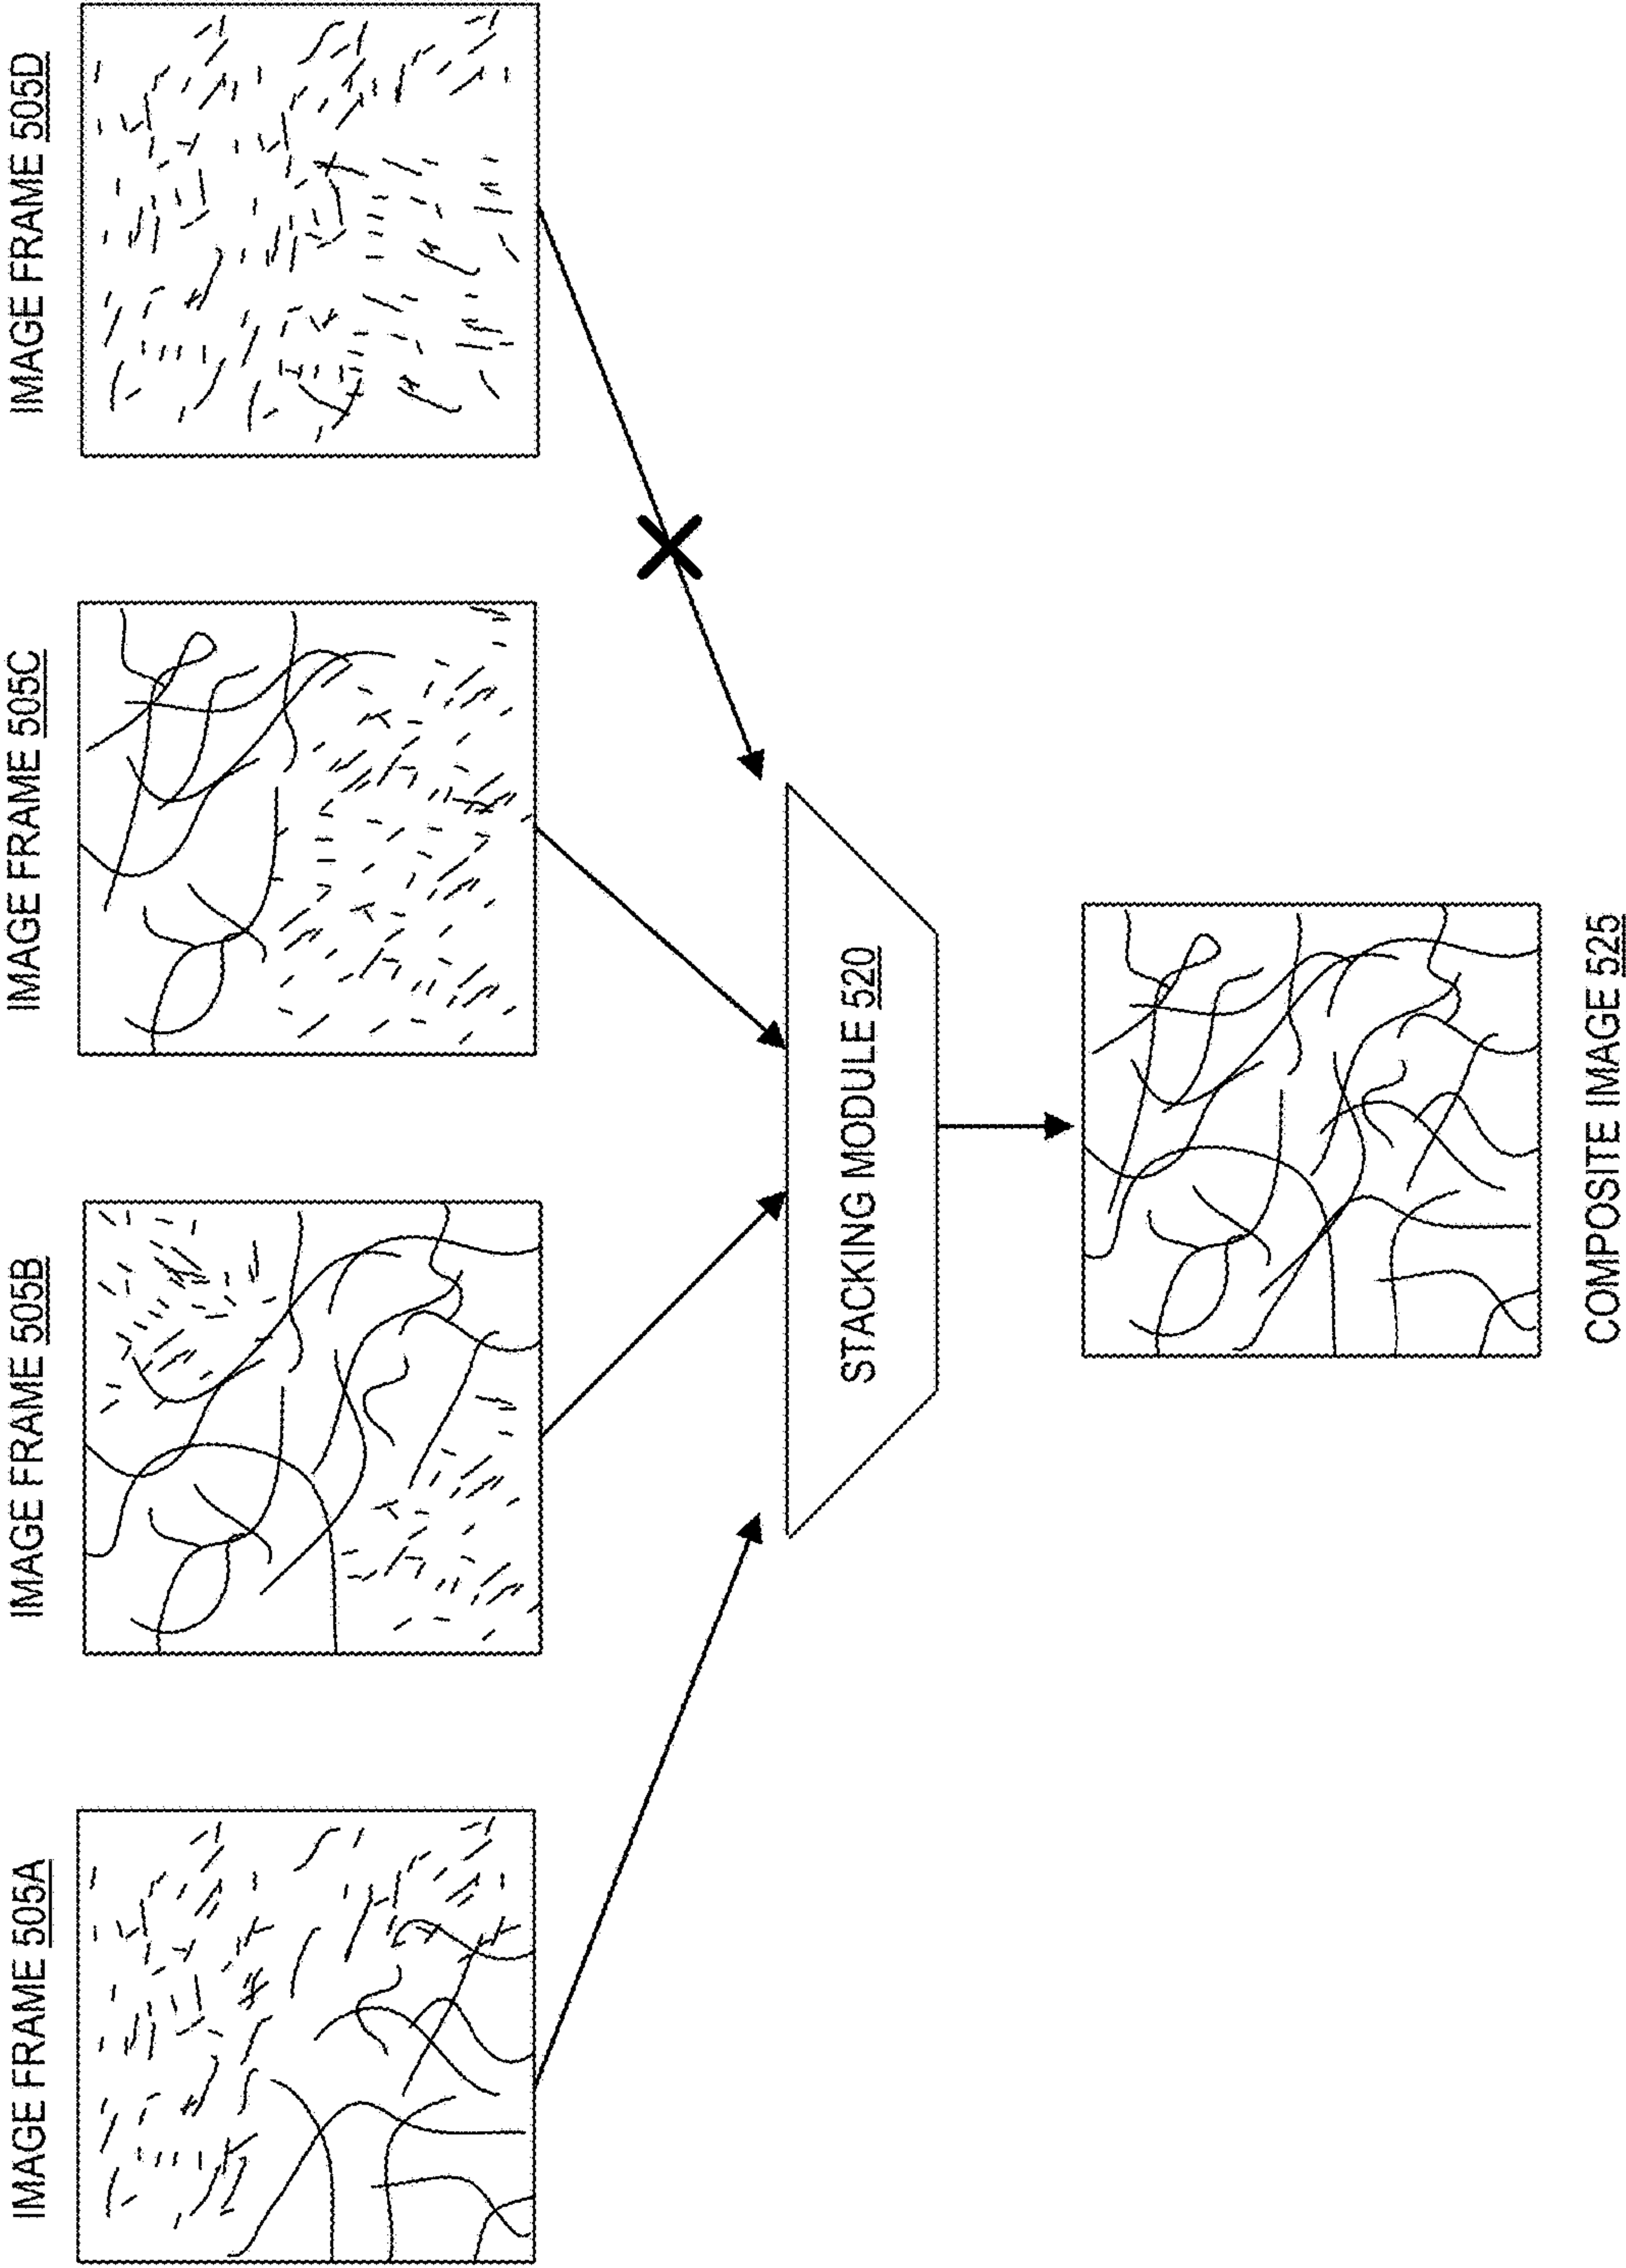 IMAGE FRAME 505A
IMAGE FRAME 505B
IMAGE FRAME 505C
IMAGE FRAME 505D
STACKING MODULE 520
COMPOSITE IMAGE 525